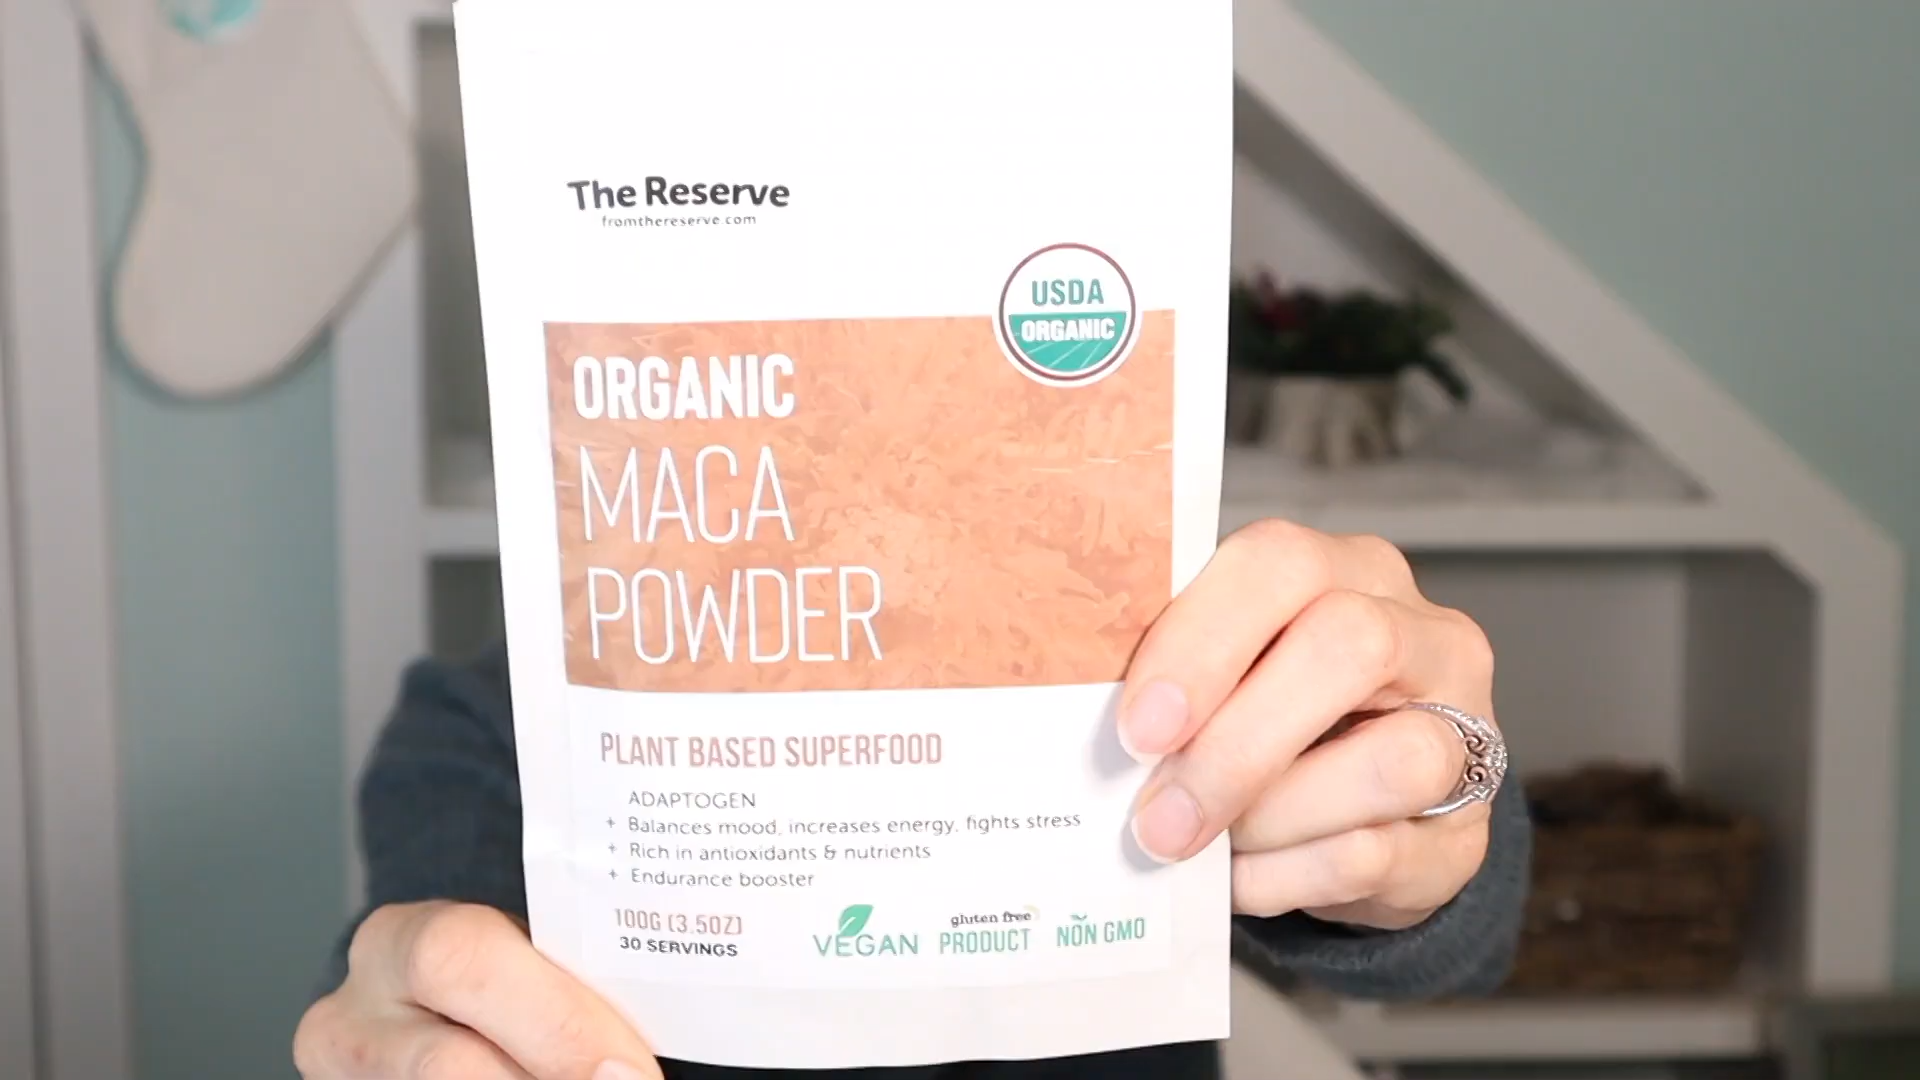 The Reserve
fromthereserve.com
USDA
ORGANIC
ORGANIC
MACA
POWDER
PLANT BASED SUPERFOOD
ADAPTOGEN
+ Balances mood, increases energy, fights stress
+ Rich in antioxidants & nutrients
+ Endurance booster
100G (3.5OZ)
30 SERVINGS
VEGAN
gluten free
PRODUCT
NON GMO